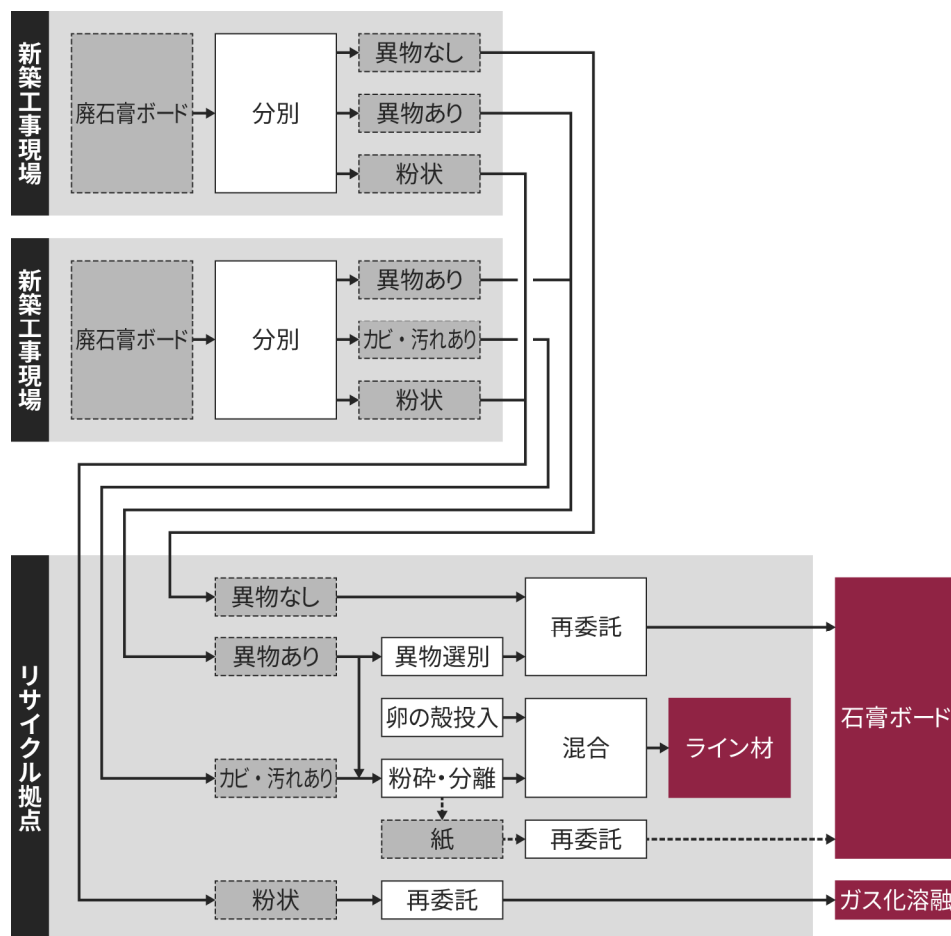 新築工事現場
廃石膏ボード
分別
異物なし
異物あり
粉状
新築工事現場
廃石膏ボード
分別
異物あり
カビ・汚れあり
粉状
リサイクル拠点
異物なし
再委託
異物あり
異物選別
石膏ボード
卵の殻投入
混合
ライン材
カビ・汚れあり
粉砕・分離
紙
再委託
粉状
再委託
ガス化溶融